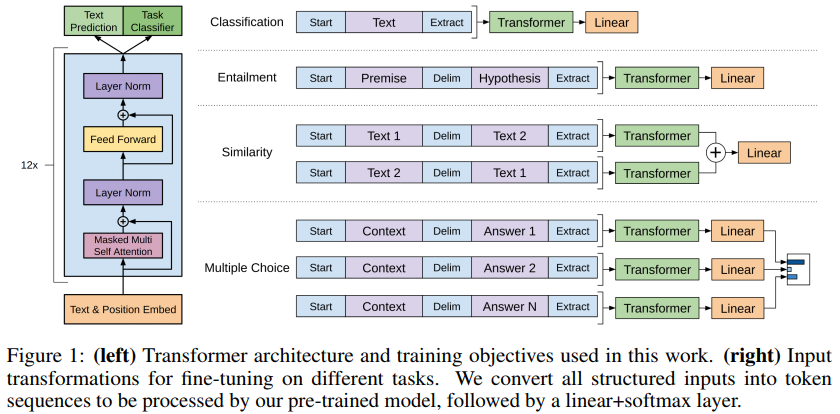 Text Prediction
Task Classifier
Layer Norm
Feed Forward
12x
Layer Norm
Masked Multi Self Attention
Text & Position Embed
Classification Start Text Extract Transformer Linear
Entailment Start Premise Delim Hypothesis Extract Transformer Linear
Similarity
Start Text 1 Delim Text 2 Extract Transformer
Start Text 2 Delim Text 1 Extract Transformer
Linear
Multiple Choice
Start Context Delim Answer 1 Extract Transformer Linear
Start Context Delim Answer 2 Extract Transformer Linear
Start Context Delim Answer N Extract Transformer Linear
Figure 1: (left) Transformer architecture and training objectives used in this work. (right) Input
transformations for fine-tuning on different tasks. We convert all structured inputs into token
sequences to be processed by our pre-trained model, followed by a linear+softmax layer.